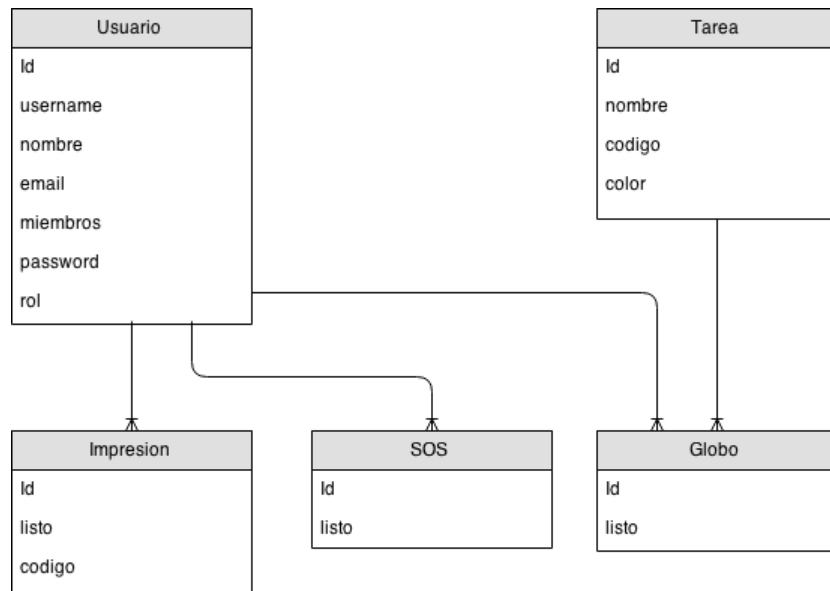 Usuario
Id
username
nombre
email
miembros
password
rol
Tarea
Id
nombre
codigo
color
Impresion
Id
listo
codigo
SOS
Id
listo
Globo
Id
listo